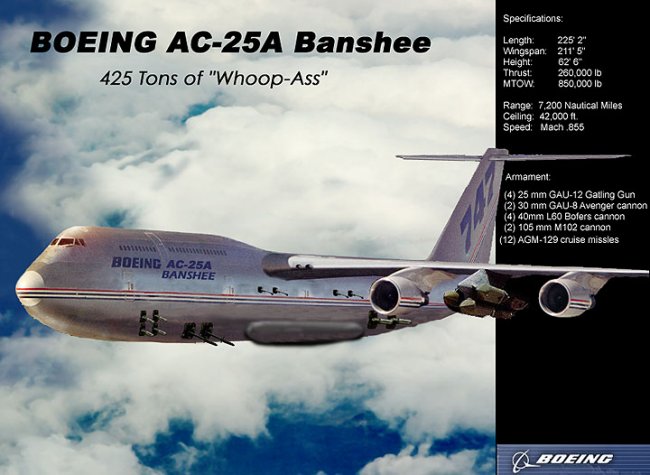 BOEING AC-25A Banshee
425 Tons of "Whoop-Ass"
Specifications:
Length: 225' 2"
Wingspan: 211' 5"
Height: 62' 6"
Thrust: 260,000 lb
MTOW: 850,000 lb
Range: 7,200 Nautical Miles
Ceiling: 42,000 ft.
Speed: Mach .855
Armament:
(4) 25 mm GAU-12 Gatling Gun
(2) 30 mm GAU-8 Avenger cannon
(4) 40mm L60 Bofers cannon
(2) 105 mm M102 cannon
(12) AGM-129 cruise missles
747
BOEING AC-25A
BANSHEE
BOEING